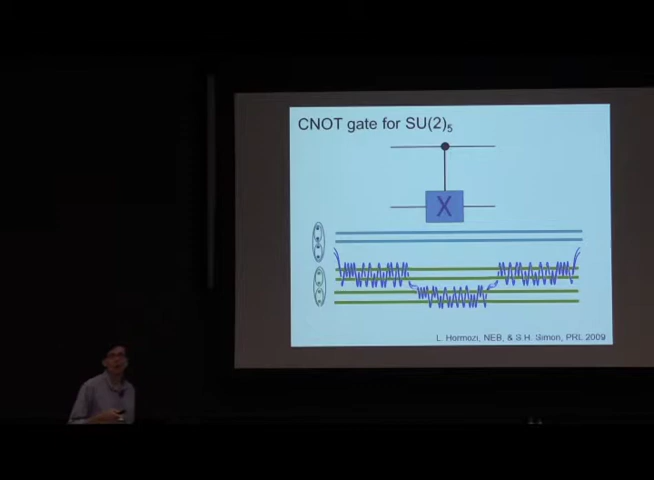 CNOT gate for SU(2)5
X
L. Hormozi, NEB, & S.H. Simon, PRL 2009